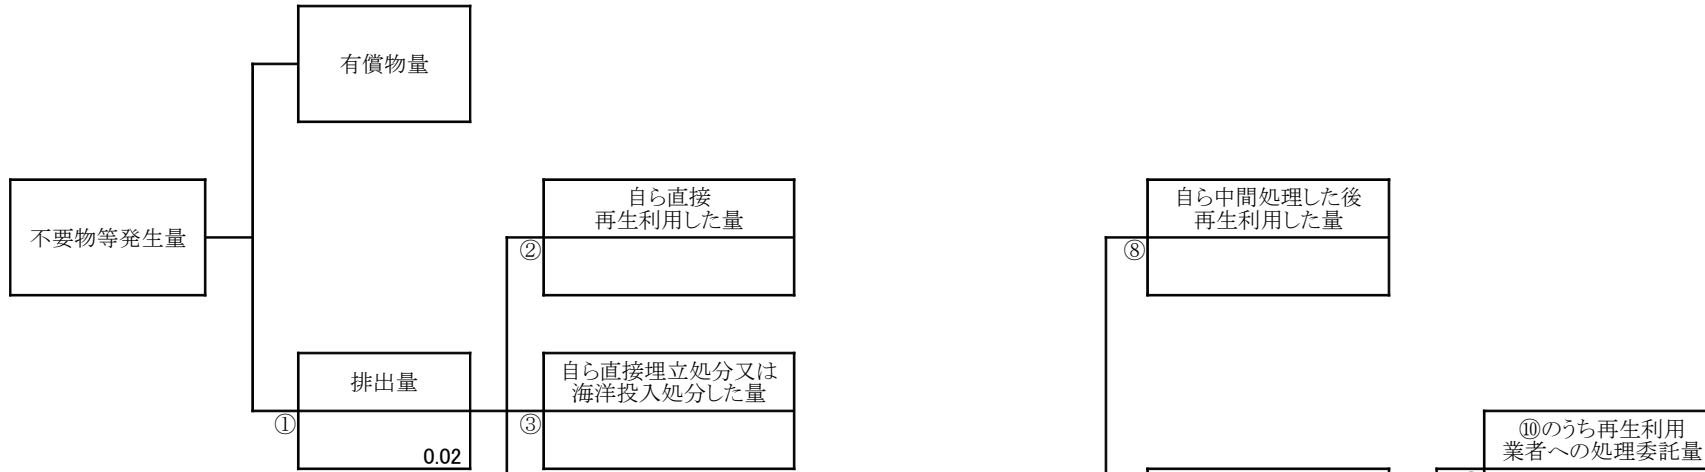 有償物量
不要物等発生量
自ら直接
再生利用した量
②
自ら中間処理した後
再生利用した量
⑧
排出量
①
0.02
自ら直接埋立処分又は
海洋投入処分した量
③
⑩のうち再生利用
業者への処理委託量